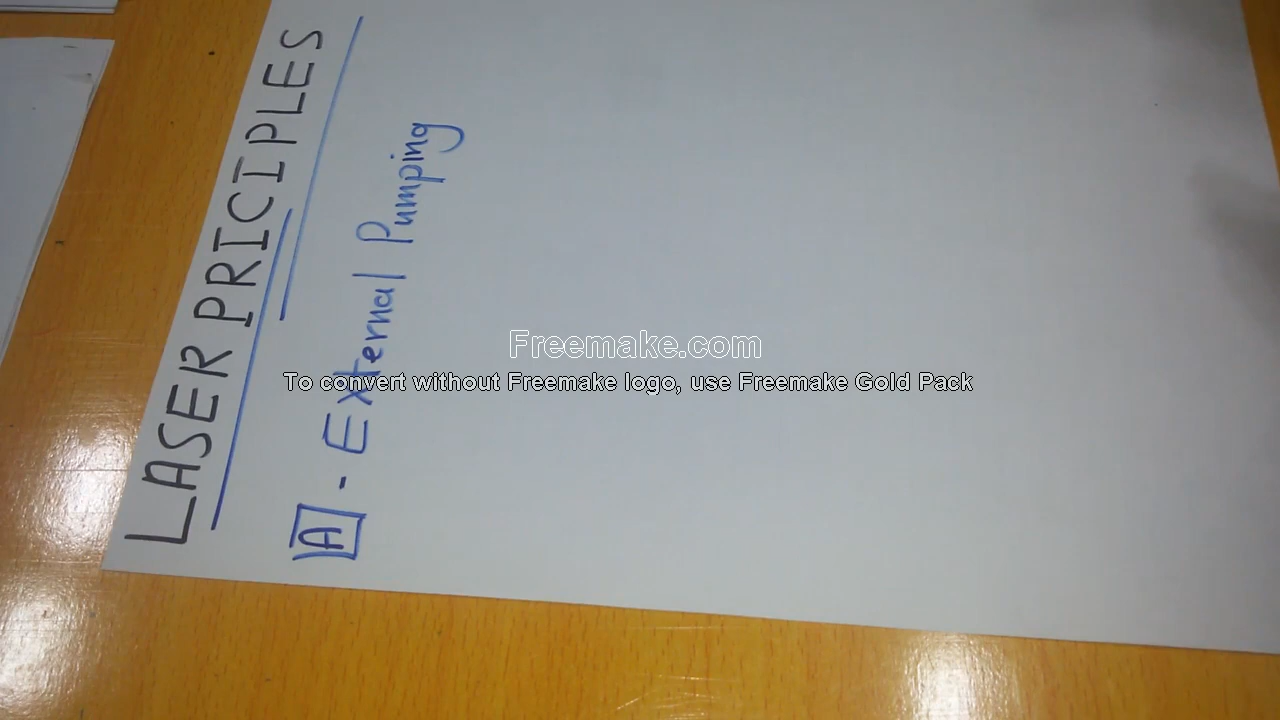 LASER PRICIPLES
A - External Pumping
Freemake.com
To convert without Freemake logo, use Freemake Gold Pack